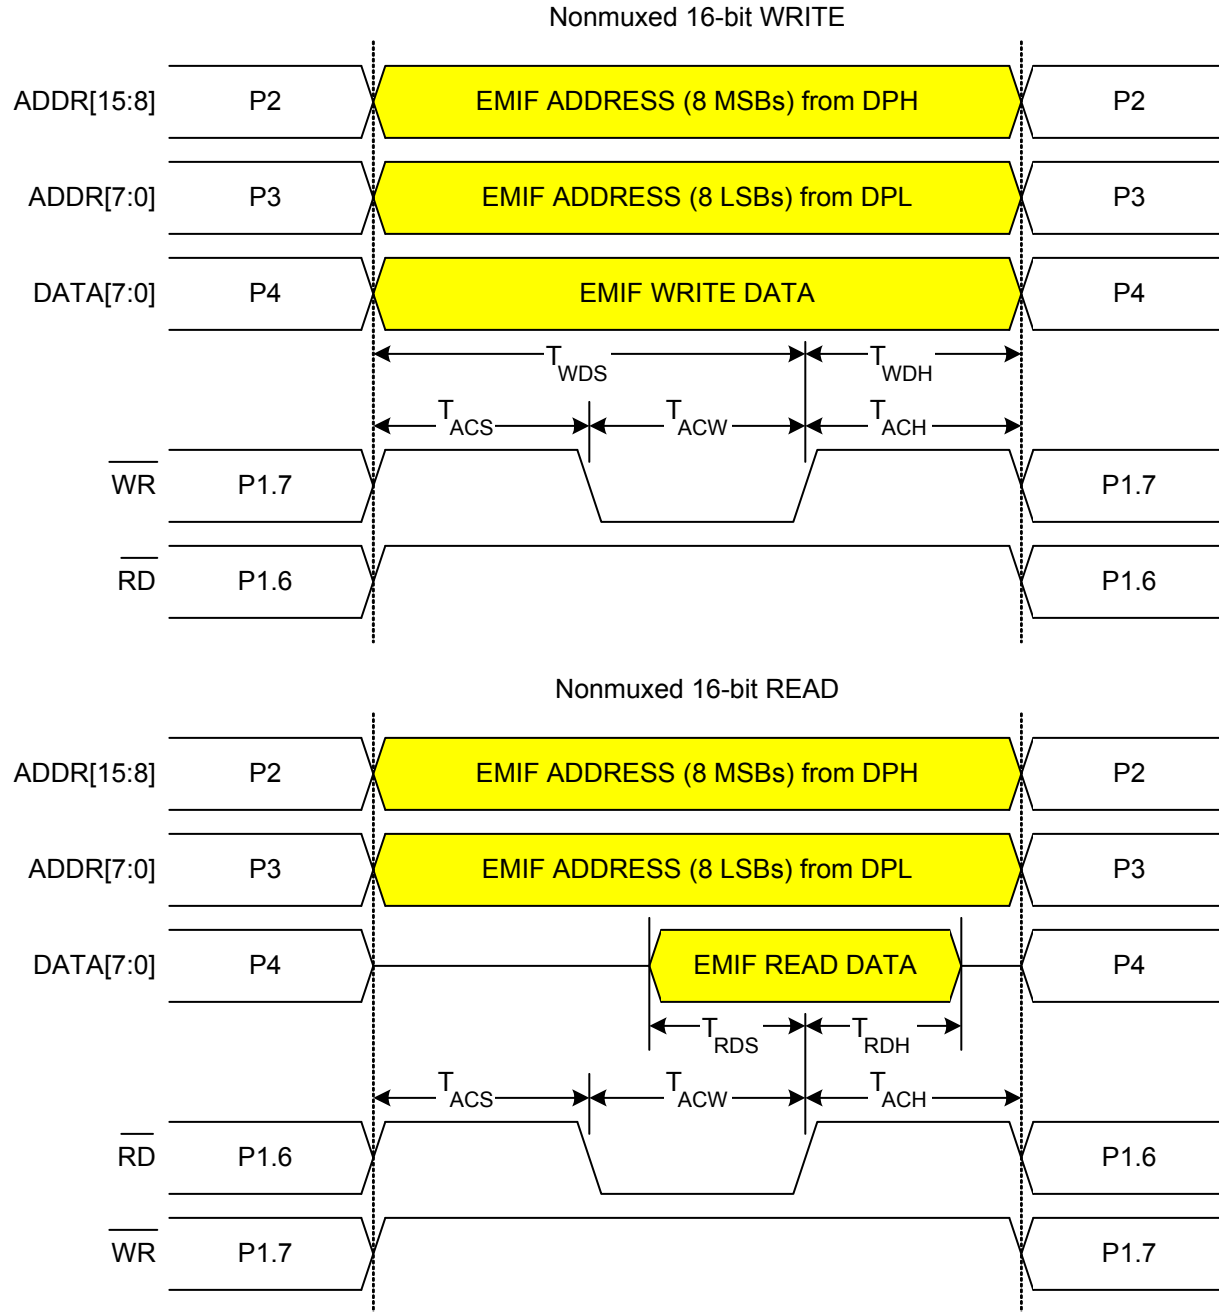 Nonmuxed 16-bit WRITE
ADDR[15:8] P2 EMIF ADDRESS (8 MSBs) from DPH P2
ADDR[7:0] P3 EMIF ADDRESS (8 LSBs) from DPL P3
DATA[7:0] P4 EMIF WRITE DATA P4
TWDS TWDH
TACS TACW TACH
WR P1.7 P1.7
RD P1.6 P1.6
Nonmuxed 16-bit READ
ADDR[15:8] P2 EMIF ADDRESS (8 MSBs) from DPH P2
ADDR[7:0] P3 EMIF ADDRESS (8 LSBs) from DPL P3
DATA[7:0] P4 EMIF READ DATA P4
TRDS TRDH
TACS TACW TACH
RD P1.6 P1.6
WR P1.7 P1.7